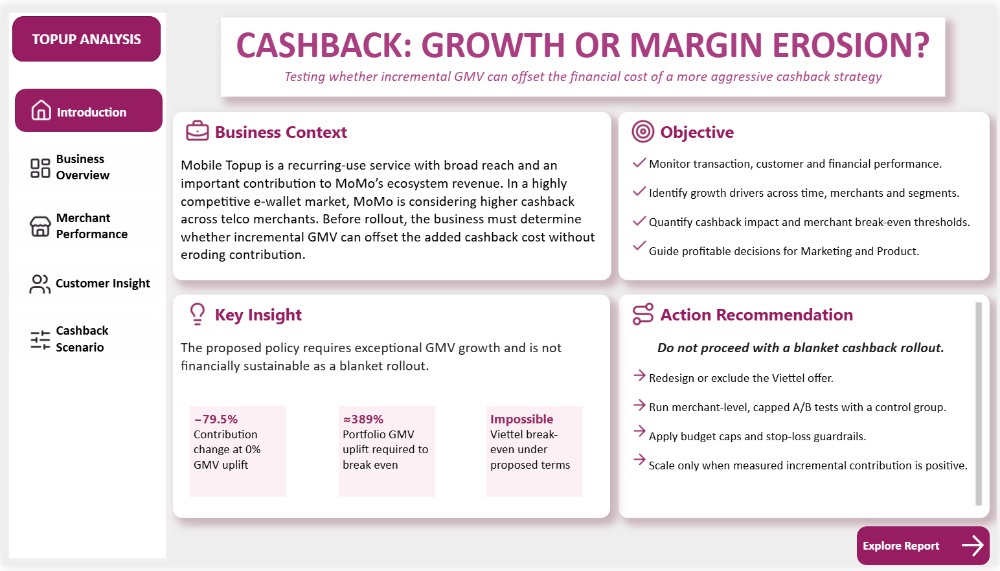 TOPUP ANALYSIS
Introduction
Business
Overview
Merchant
Performance
Customer Insight
Cashback
Scenario
CASHBACK: GROWTH OR MARGIN EROSION?
Testing whether incremental GMV can offset the financial cost of a more aggressive cashback strategy
Business Context
Mobile Topup is a recurring-use service with broad reach and an
important contribution to MoMo’s ecosystem revenue. In a highly
competitive e-wallet market, MoMo is considering higher cashback
across telco merchants. Before rollout, the business must determine
whether incremental GMV can offset the added cashback cost without
eroding contribution.
Objective
Monitor transaction, customer and financial performance.
Identify growth drivers across time, merchants and segments.
Quantify cashback impact and merchant break-even thresholds.
Guide profitable decisions for Marketing and Product.
Key Insight
The proposed policy requires exceptional GMV growth and is not
financially sustainable as a blanket rollout.
−79.5%
Contribution
change at 0%
GMV uplift
≈389%
Portfolio GMV
uplift required to
break even
Impossible
Viettel break-
even under
proposed terms
Action Recommendation
Do not proceed with a blanket cashback rollout.
Redesign or exclude the Viettel offer.
Run merchant-level, capped A/B tests with a control group.
Apply budget caps and stop-loss guardrails.
Scale only when measured incremental contribution is positive.
Explore Report